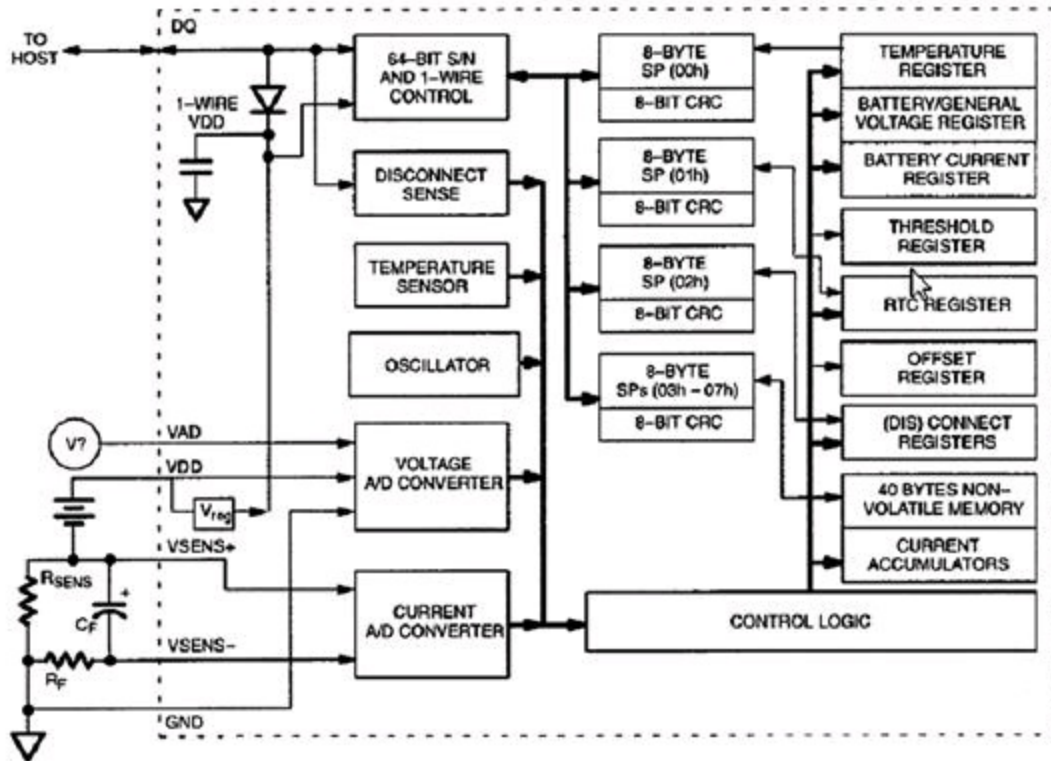 DQ
TO
HOST
64-BIT S/N
AND 1-WIRE
CONTROL
1-WIRE
VDD
DISCONNECT
SENSE
TEMPERATURE
SENSOR
OSCILLATOR
V?
VAD
VDD
VOLTAGE
A/D CONVERTER
Vreg
VSENS+
RSENS
+
CF
CURRENT
A/D CONVERTER
VSENS-
RF
GND
8-BYTE
SP (00h)
8-BIT CRC
8-BYTE
SP (01h)
8-BIT CRC
8-BYTE
SP (02h)
8-BIT CRC
8-BYTE
SPs (03h - 07h)
8-BIT CRC
TEMPERATURE
REGISTER
BATTERY/GENERAL
VOLTAGE REGISTER
BATTERY CURRENT
REGISTER
THRESHOLD
REGISTER
RTC REGISTER
OFFSET
REGISTER
(DIS) CONNECT
REGISTERS
40 BYTES NON-
VOLATILE MEMORY
CURRENT
ACCUMULATORS
CONTROL LOGIC